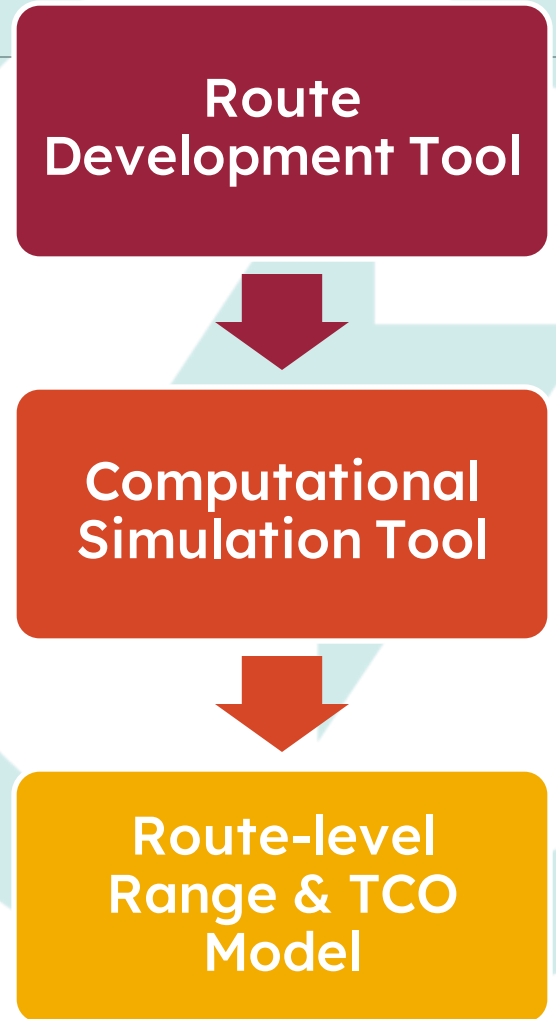 Route
Development Tool
Computational
Simulation Tool
Route-level
Range & TCO
Model